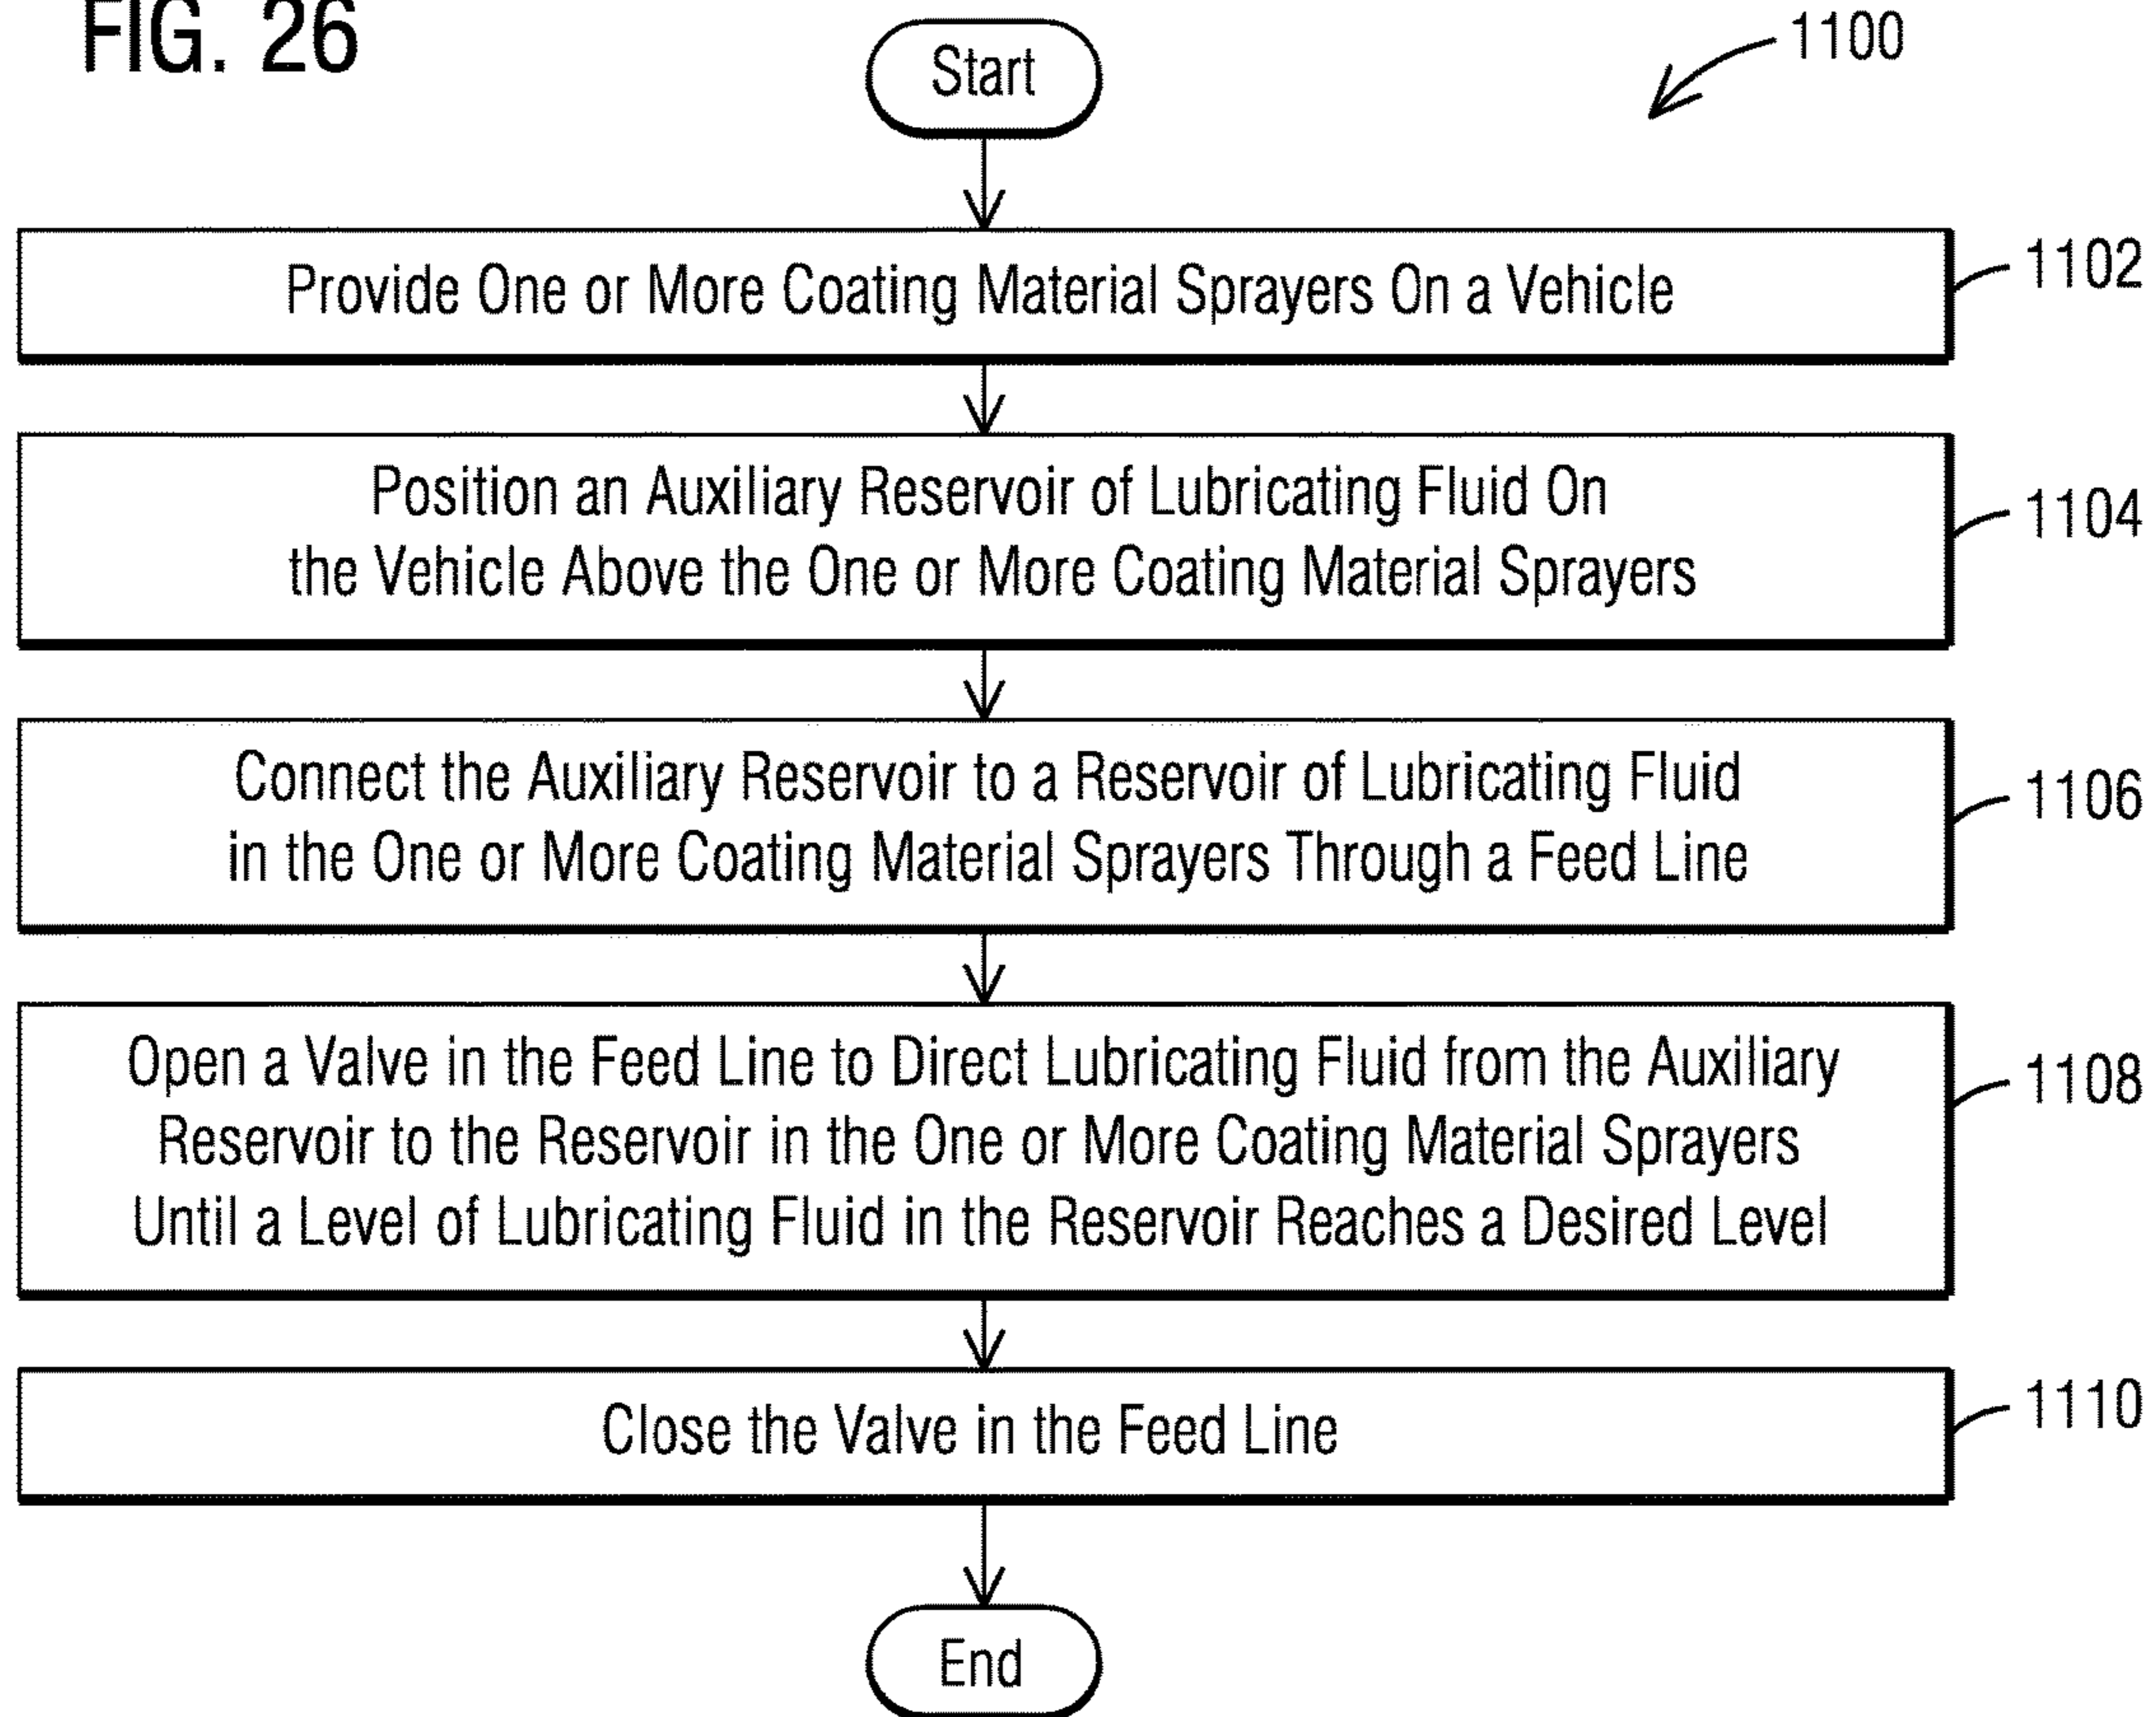 FIG. 26
1100
Start
Provide One or More Coating Material Sprayers On a Vehicle
1102
Position an Auxiliary Reservoir of Lubricating Fluid On
the Vehicle Above the One or More Coating Material Sprayers
1104
Connect the Auxiliary Reservoir to a Reservoir of Lubricating Fluid
in the One or More Coating Material Sprayers Through a Feed Line
1106
Open a Valve in the Feed Line to Direct Lubricating Fluid from the Auxiliary
Reservoir to the Reservoir in the One or More Coating Material Sprayers
Until a Level of Lubricating Fluid in the Reservoir Reaches a Desired Level
1108
Close the Valve in the Feed Line
1110
End